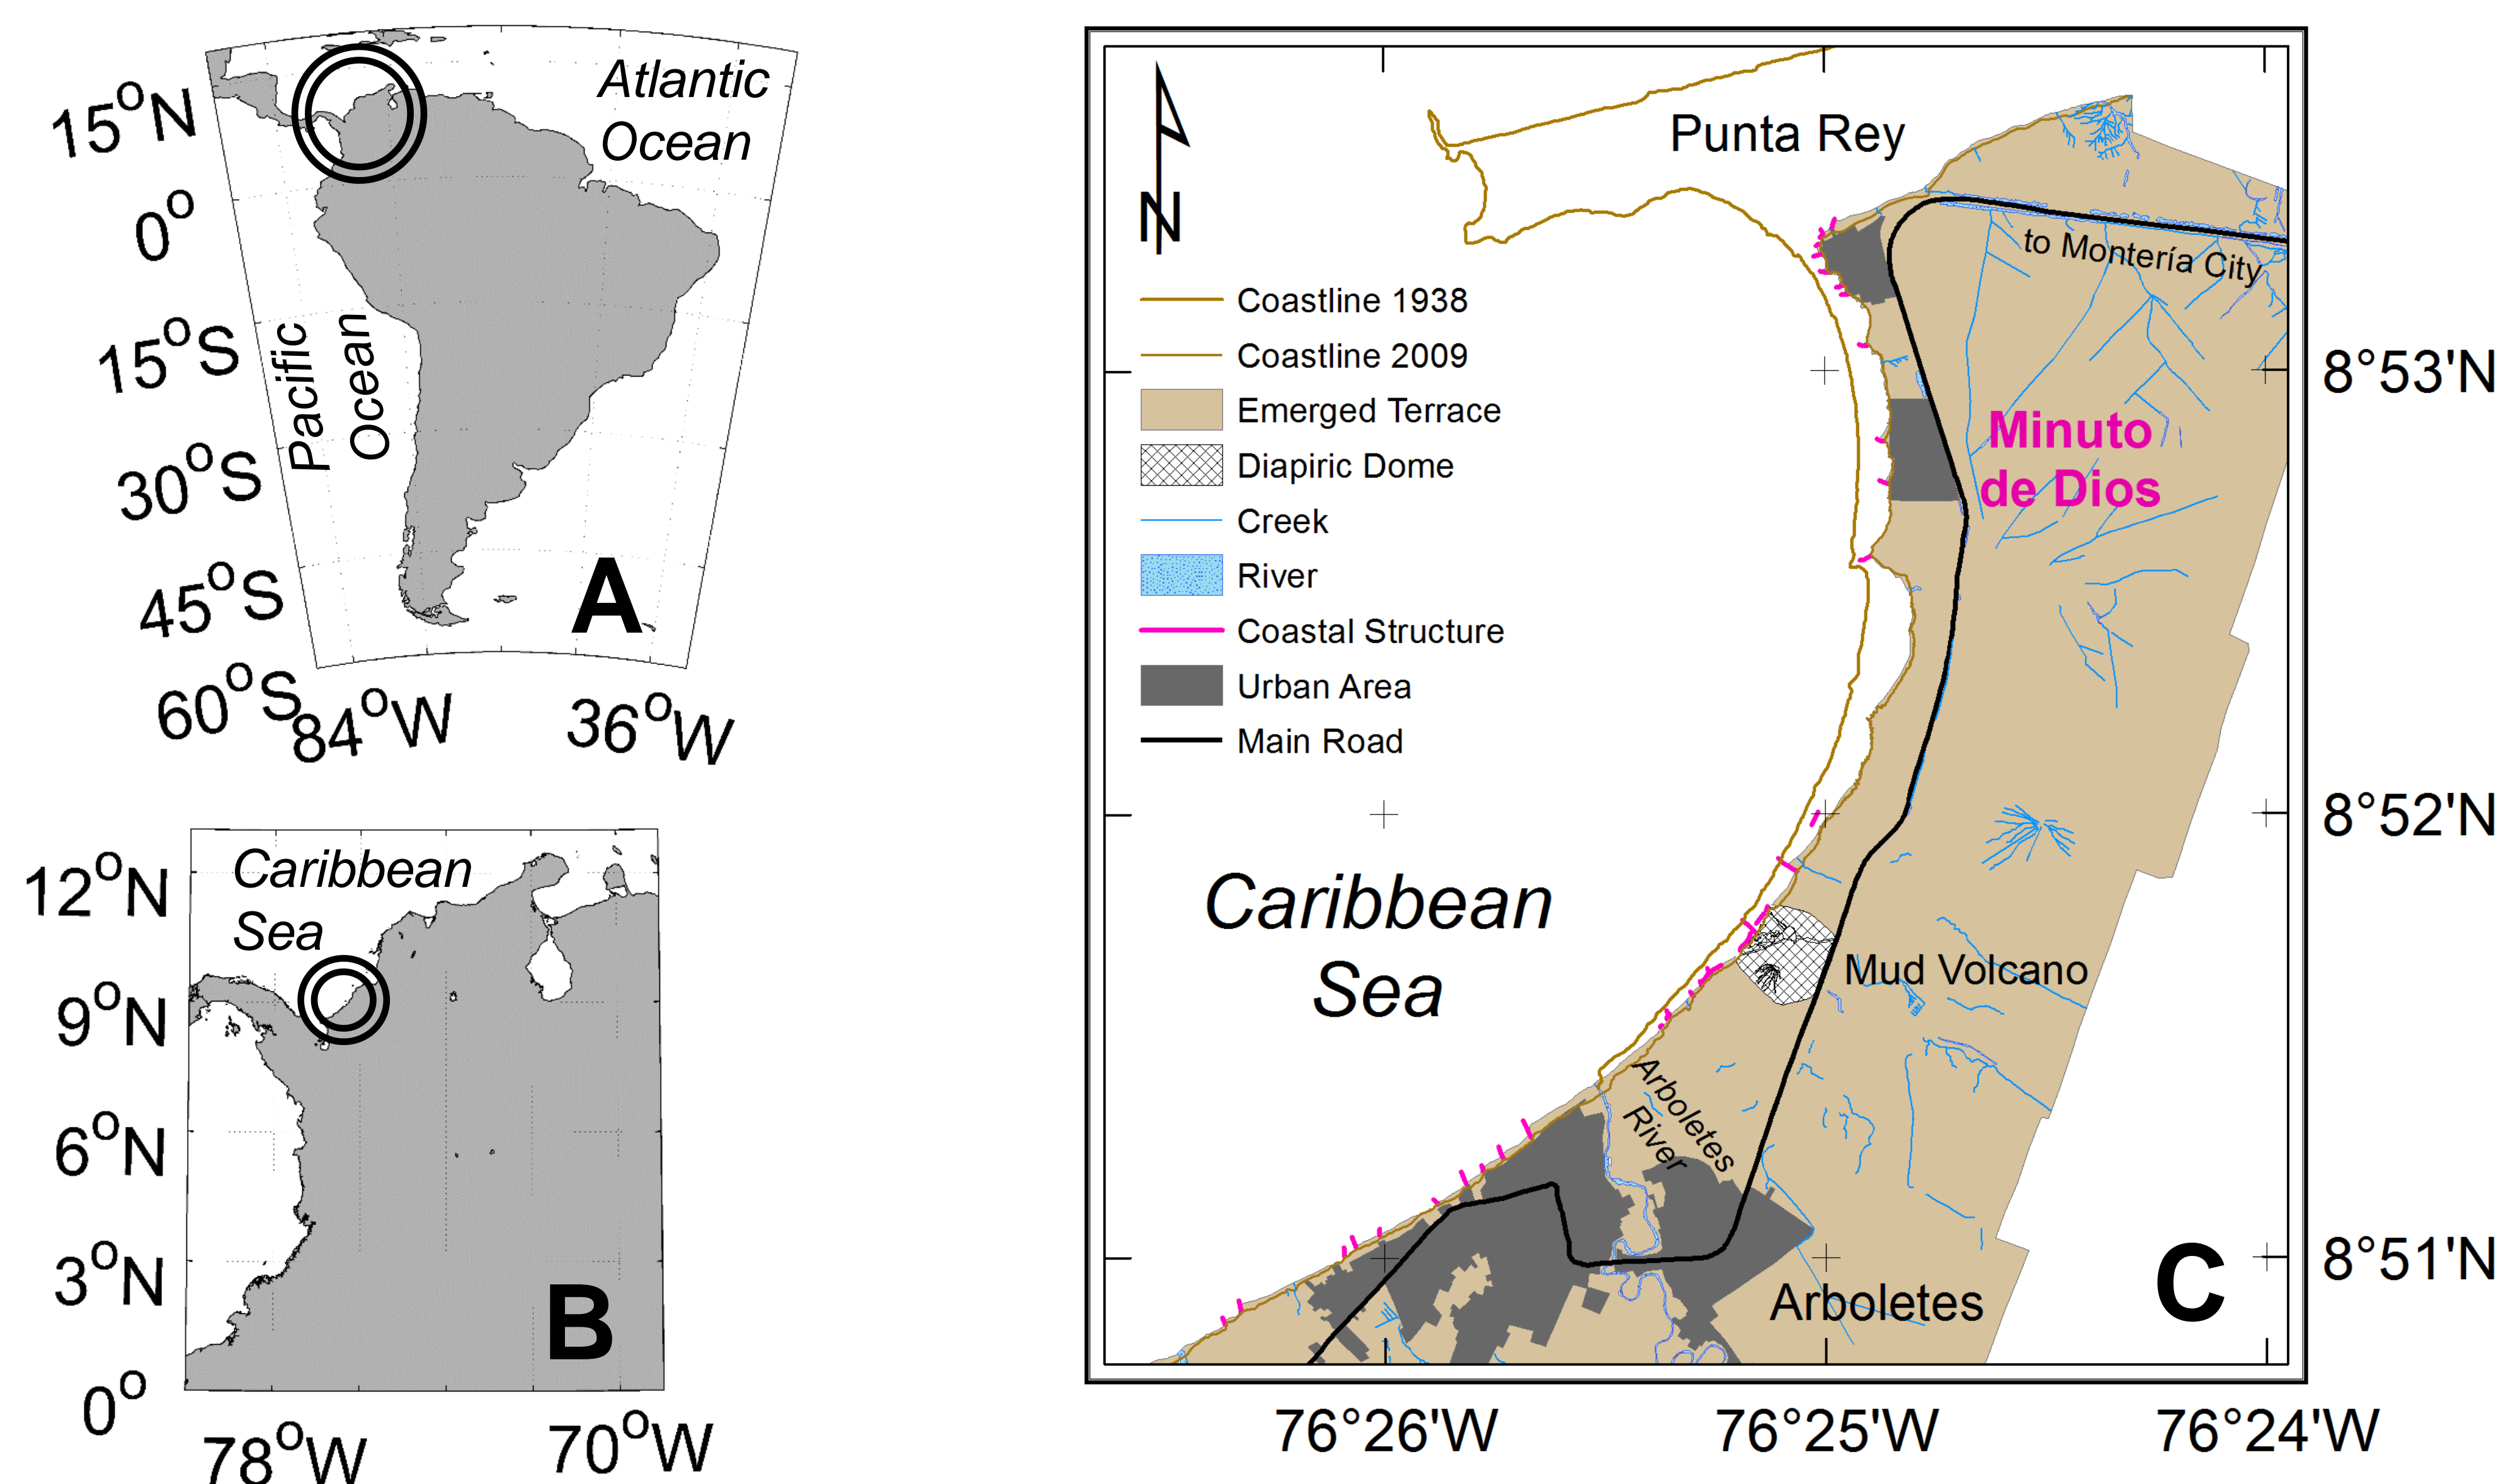 Atlantic
Ocean
15°N
0°
15°S
30°S
45°S
60°S
Pacific
Ocean
A
84°W
36°W
Caribbean
Sea
12°N
9°N
6°N
3°N
0°
B
78°W
70°W
N
Punta Rey
to Montería City
Coastline 1938
Coastline 2009
Emerged Terrace
Diapiric Dome
Creek
River
Coastal Structure
Urban Area
Main Road
Minuto
de Dios
Caribbean
Sea
Mud Volcano
Arboletes
River
Arboletes
C
8°53'N
8°52'N
8°51'N
76°26'W
76°25'W
76°24'W